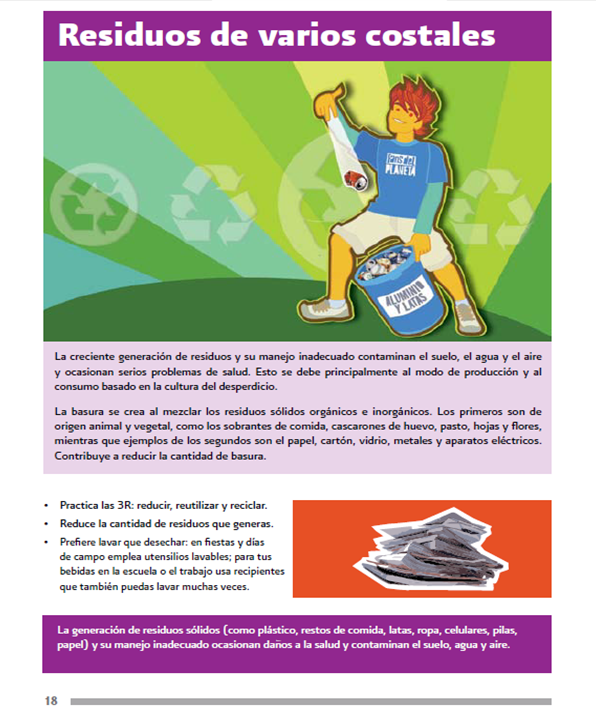 Residuos de varios costales
fans del
PLANETA
ALUMINIO
Y LATAS
La creciente generación de residuos y su manejo inadecuado contaminan el suelo, el agua y el aire
y ocasionan serios problemas de salud. Esto se debe principalmente al modo de producción y al
consumo basado en la cultura del desperdicio.
La basura se crea al mezclar los residuos sólidos orgánicos e inorgánicos. Los primeros son de
origen animal y vegetal, como los sobrantes de comida, cascarones de huevo, pasto, hojas y flores,
mientras que ejemplos de los segundos son el papel, cartón, vidrio, metales y aparatos eléctricos.
Contribuye a reducir la cantidad de basura.
• Practica las 3R: reducir, reutilizar y reciclar.
• Reduce la cantidad de residuos que generas.
• Prefiere lavar que desechar: en fiestas y días
de campo emplea utensilios lavables; para tus
bebidas en la escuela o el trabajo usa recipientes
que también puedas lavar muchas veces.
La generación de residuos sólidos (como plástico, restos de comida, latas, ropa, celulares, pilas,
papel) y su manejo inadecuado ocasionan daños a la salud y contaminan el suelo, agua y aire.
18